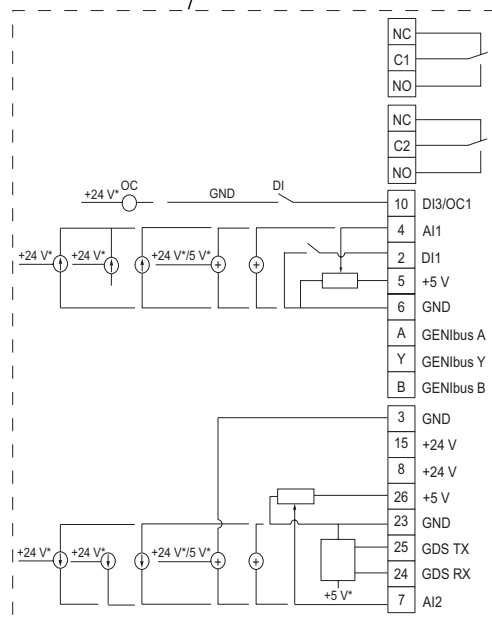 NC
C1
NO
NC
C2
NO
+24 V* OC GND DI 10 DI3/OC1
4 AI1
+24 V* +24 V* +24 V*/5 V* 2 DI1
5 +5 V
6 GND
A GENIbus A
Y GENIbus Y
B GENIbus B
3 GND
15 +24 V
8 +24 V
26 +5 V
23 GND
+24 V* +24 V* +24 V*/5 V* 25 GDS TX
24 GDS RX
+5 V* 7 AI2